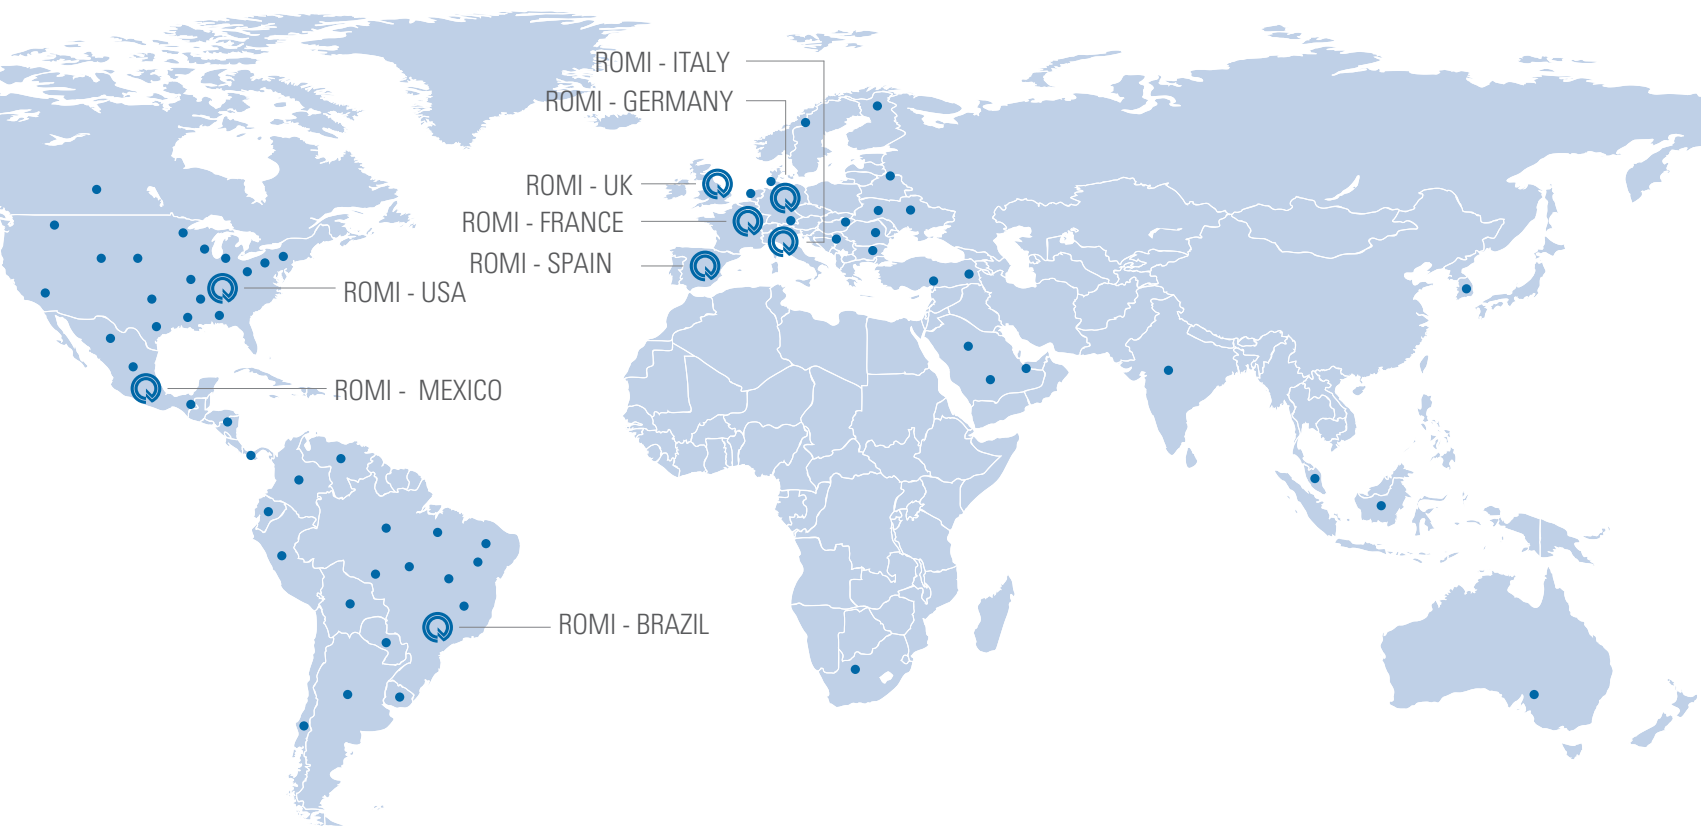 ROMI - ITALY
ROMI - GERMANY
ROMI - UK
ROMI - FRANCE
ROMI - SPAIN
ROMI - USA
ROMI - MEXICO
ROMI - BRAZIL